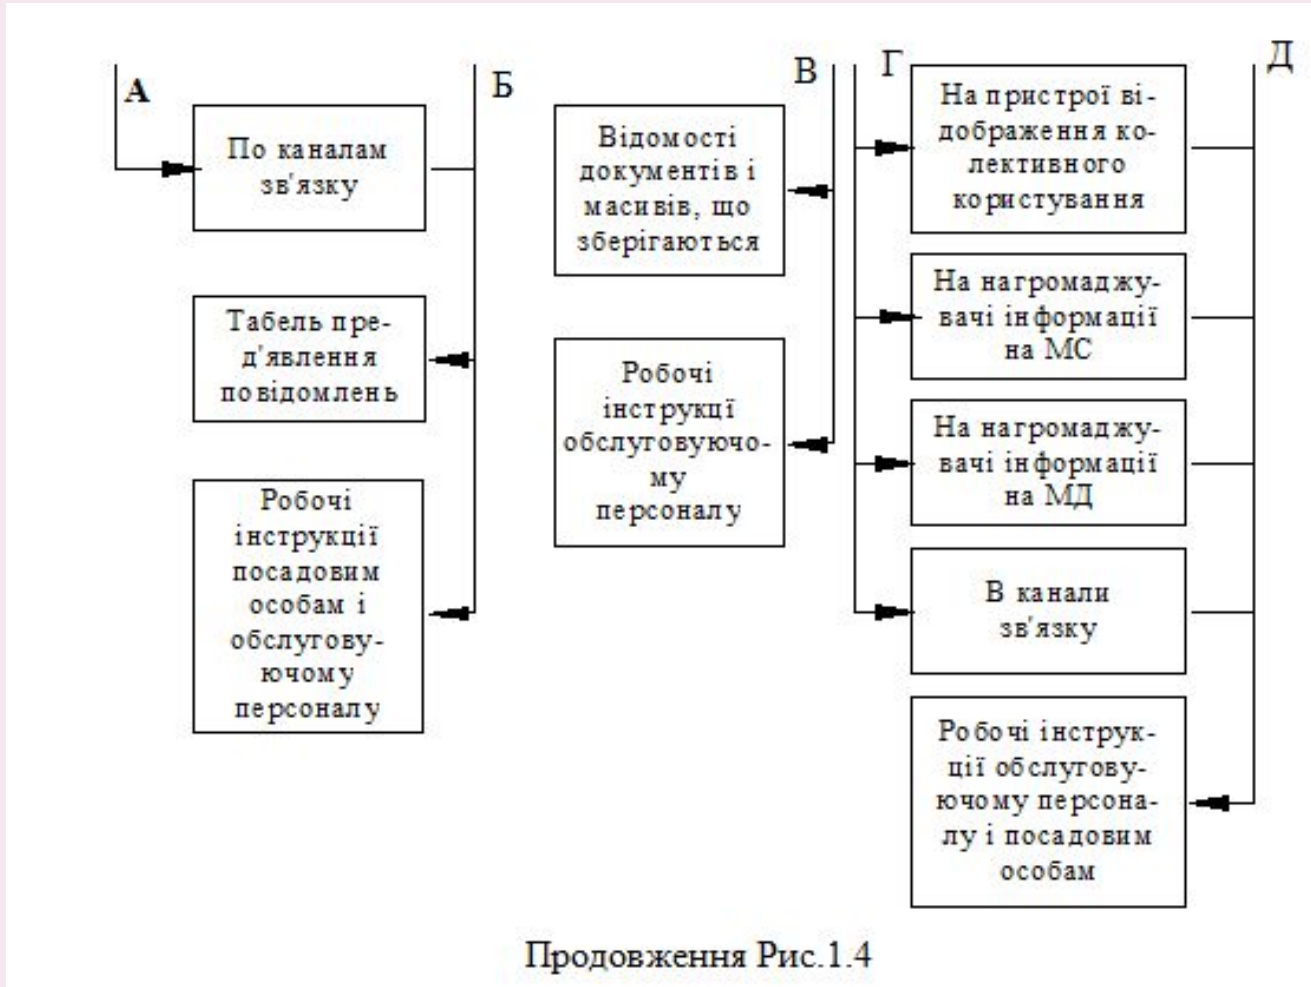 А
Б
По каналам
зв'язку
Табель пре-
д'явлення
повідомлень
Робочі
інструкції
посадовим
особам і
обслугову-
ючому
персоналу
В
Г
Відомості
документів і
масивів, що
зберігаються
Робочі
інструкці
обслуговуючо-
му
персоналу
Д
На пристрої ві-
дображення ко-
лективного
користування
На нагромаджу-
вачі інформації
на МС
На нагромаджу-
вачі інформації
на МД
В канали
зв'язку
Робочі інструк-
ції обслугову-
ючому персона-
лу і посадовим
особам
Продовження Рис.1.4